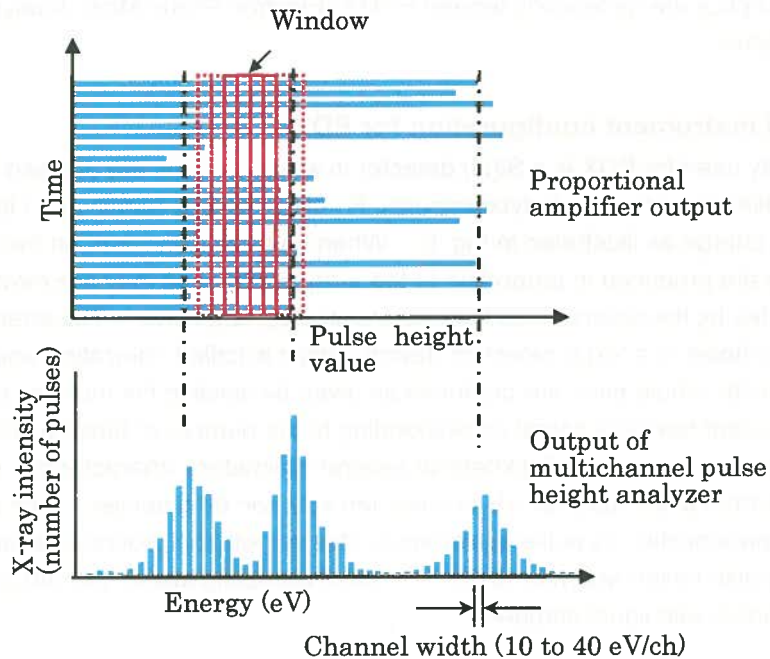 Window
Time
Proportional
amplifier output
Pulse height
value
X-ray intensity
(number of pulses)
Output of
multichannel pulse
height analyzer
Energy (eV)
Channel width (10 to 40 eV/ch)